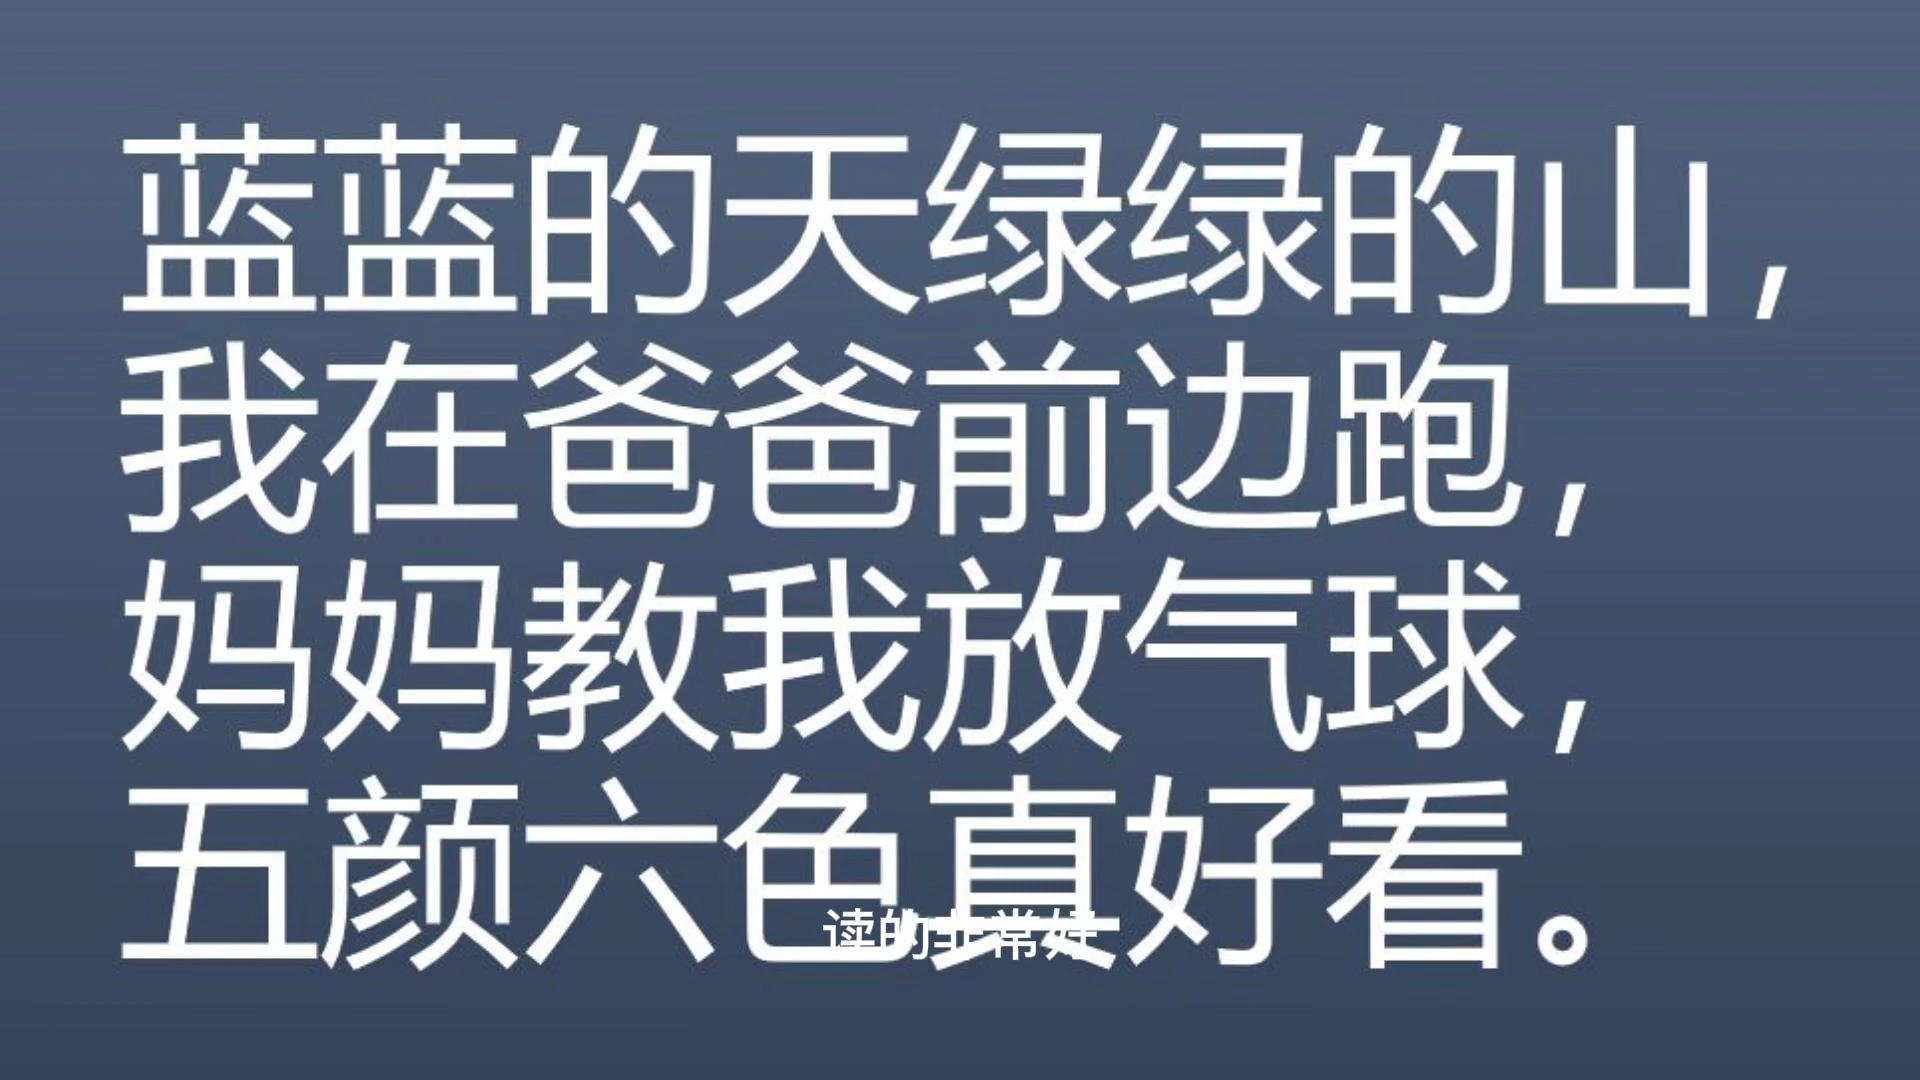 蓝蓝的天绿绿的山，
我在爸爸前边跑，
妈妈教我放气球，
五颜六色真好看。
读的非常好